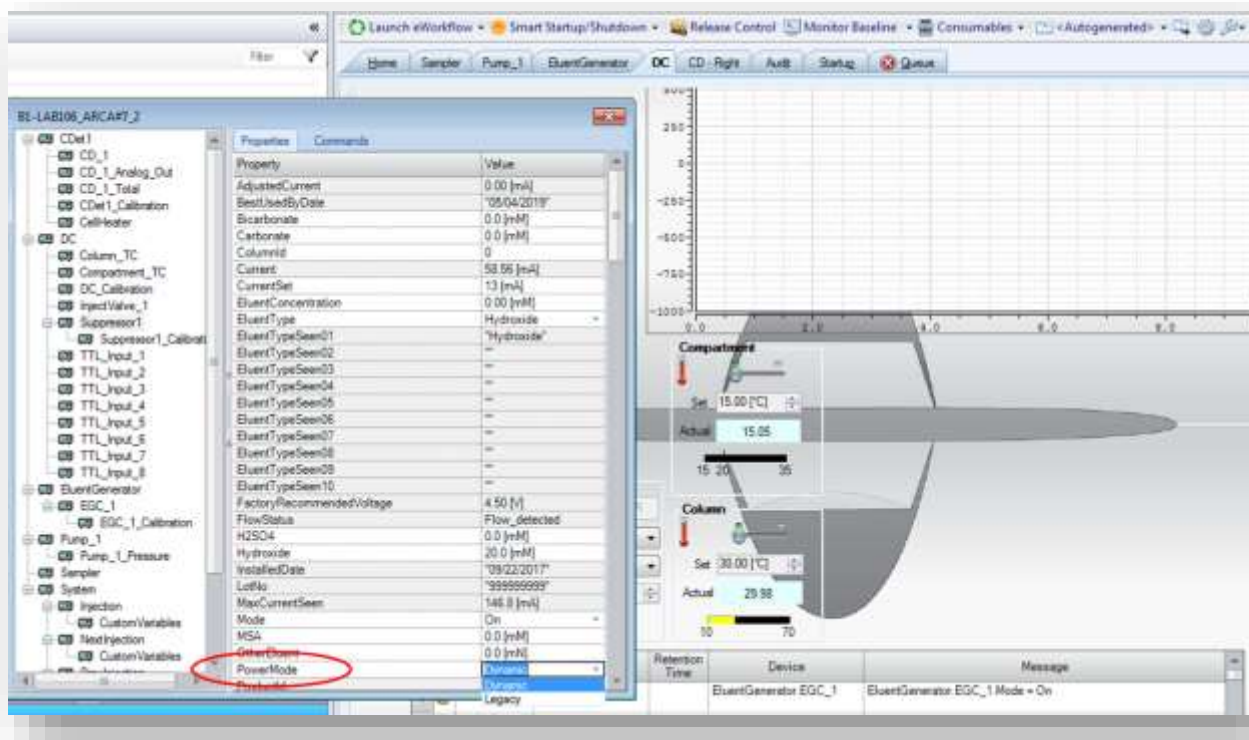 Launch eWorkflow Smart Startup/Shutdown Release Control Monitor Baseline Consumables <Autogenerated>
Filter
Home Sampler Pump_1 EluentGenerator DC CD - Right Audit Startup Queue
B1-LAB106_ARCA#7_2
CDet1
CD_1
CD_1_Analog_Out
CD_1_Total
CDet1_Calibration
CellHeater
DC
Column_TC
Compartment_TC
DC_Calibration
InjectValve_1
Suppressor1
Suppressor1_Calibrati
TTL_Input_1
TTL_Input_2
TTL_Input_3
TTL_Input_4
TTL_Input_5
TTL_Input_6
TTL_Input_7
TTL_Input_8
EluentGenerator
EGC_1
EGC_1_Calibration
Pump_1
Pump_1_Pressure
Sampler
System
Injection
CustomVariables
NextInjection
CustomVariables
Properties Commands
Property Value
AdjustedCurrent 0.00 [mA]
BestUsedByDate "05/04/2019"
Bicarbonate 0.0 [mM]
Carbonate 0.0 [mM]
ColumnId 0
Current 58.56 [mA]
CurrentSet 13 [mA]
EluentConcentration 0.00 [mM]
EluentType Hydroxide
EluentTypeSeen01 "Hydroxide"
EluentTypeSeen02 ""
EluentTypeSeen03 ""
EluentTypeSeen04 ""
EluentTypeSeen05 ""
EluentTypeSeen06 ""
EluentTypeSeen07 ""
EluentTypeSeen08 ""
EluentTypeSeen09 ""
EluentTypeSeen10 ""
FactoryRecommendedVoltage 4.50 [V]
FlowStatus Flow_detected
H2SO4 0.0 [mM]
Hydroxide 20.0 [mM]
InstalledDate "09/22/2017"
LotNo "999999999"
MaxCurrentSeen 146.8 [mA]
Mode On
MSA 0.0 [mM]
OtherEluent 0.0 [mN]
PowerMode Dynamic
Dynamic
Legacy
250
0
-250
-500
-750
-1000
0.0 2.0 4.0 6.0 8.0
Compartment
Set 15.00 [°C]
Actual 15.05
15 20 35
Column
Set 30.00 [°C]
Actual 29.98
10 70
Retention Time Device Message
EluentGenerator.EGC_1 EluentGenerator.EGC_1.Mode = On